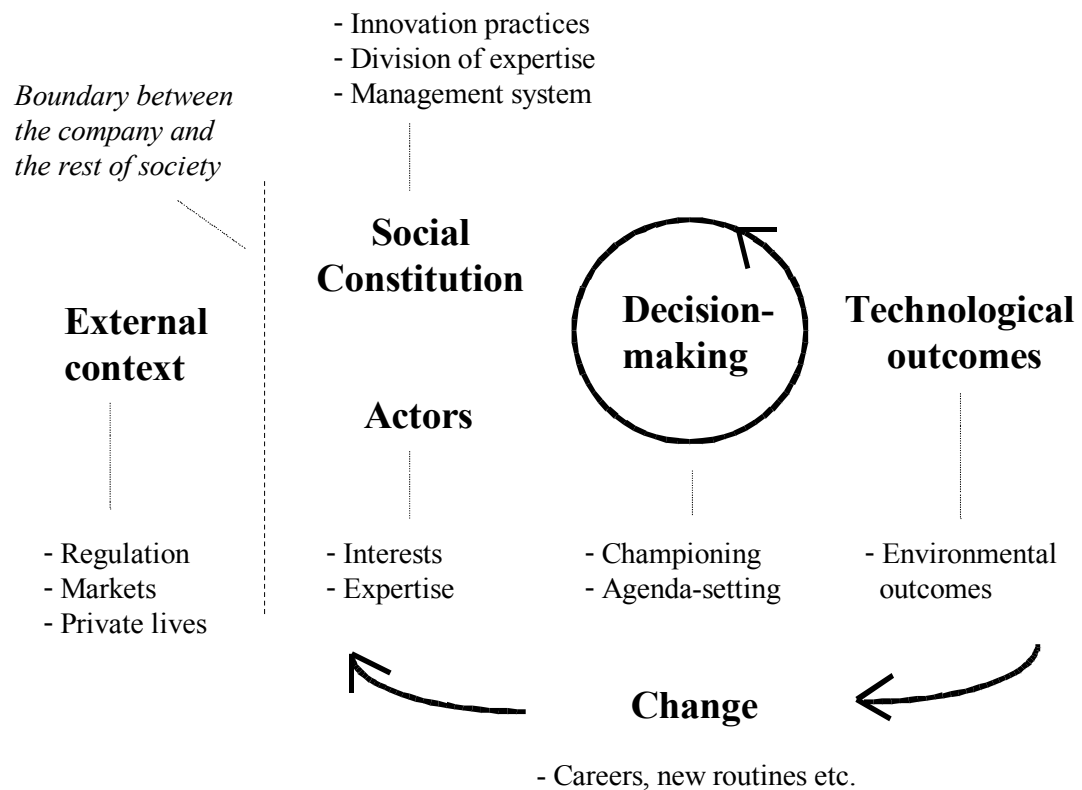 - Innovation practices
- Division of expertise
- Management system
Boundary between
the company and
the rest of society
Social
Constitution
External
context
Decision-
making
Technological
outcomes
Actors
- Regulation
- Markets
- Private lives
- Interests
- Expertise
- Championing
- Agenda-setting
- Environmental
outcomes
Change
- Careers, new routines etc.